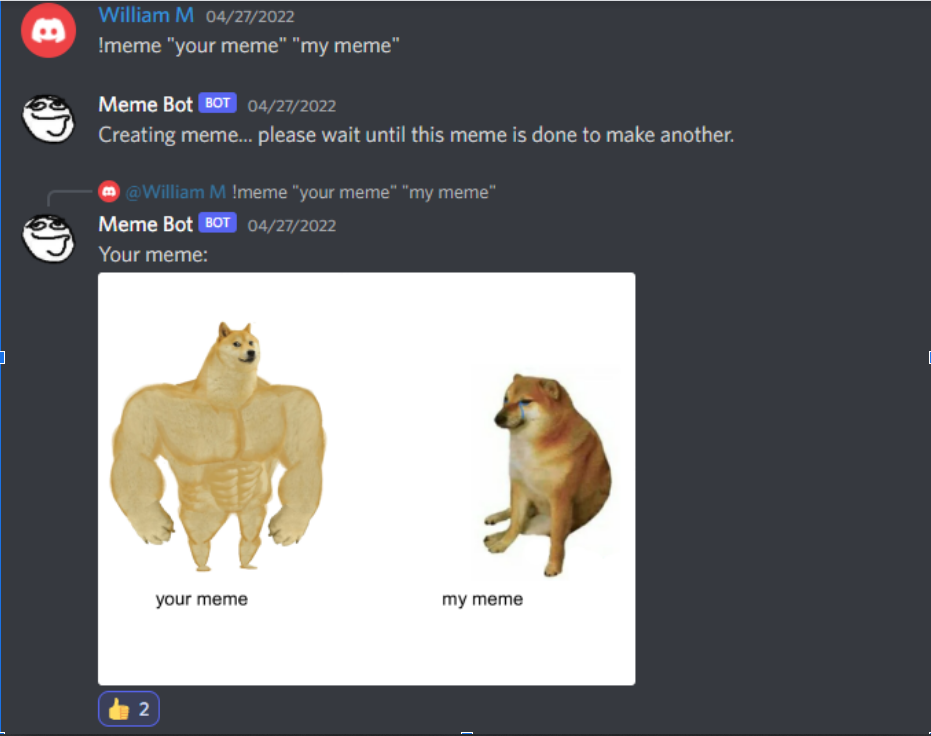 William M 04/27/2022
!meme "your meme" "my meme"
Meme Bot BOT 04/27/2022
Creating meme... please wait until this meme is done to make another.
@William M !meme "your meme" "my meme"
Meme Bot BOT 04/27/2022
Your meme:
your meme my meme
👍 2